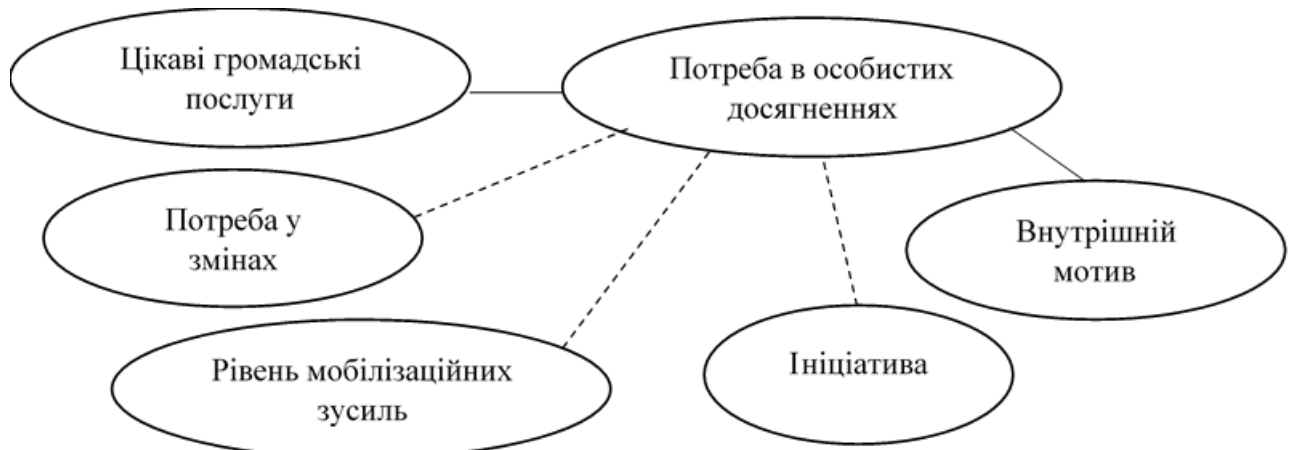 Цікаві громадські
послуги
Потреба в особистих
досягненнях
Потреба у
змінах
Внутрішній
мотив
Рівень мобілізаційних
зусиль
Ініціатива